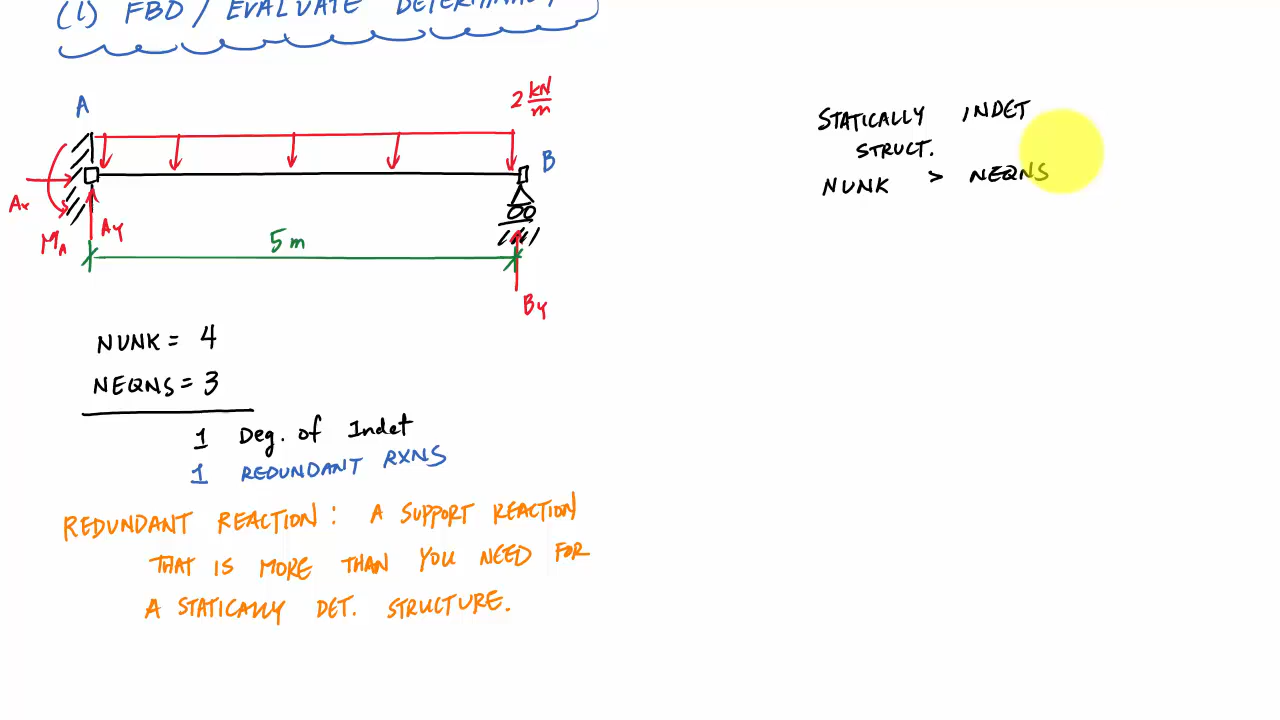 (1) FBD / EVALUATE DETERMINACY
A
2 kN/m
B
Ax
MA
Ay
5 m
By
STATICALLY INDET
STRUCT.
NUNK > NEQNS
NUNK = 4
NEQNS = 3
1 Deg. of Indet
1 REDUNDANT RXNS
REDUNDANT REACTION: A SUPPORT REACTION
THAT IS MORE THAN YOU NEED FOR
A STATICALLY DET. STRUCTURE.